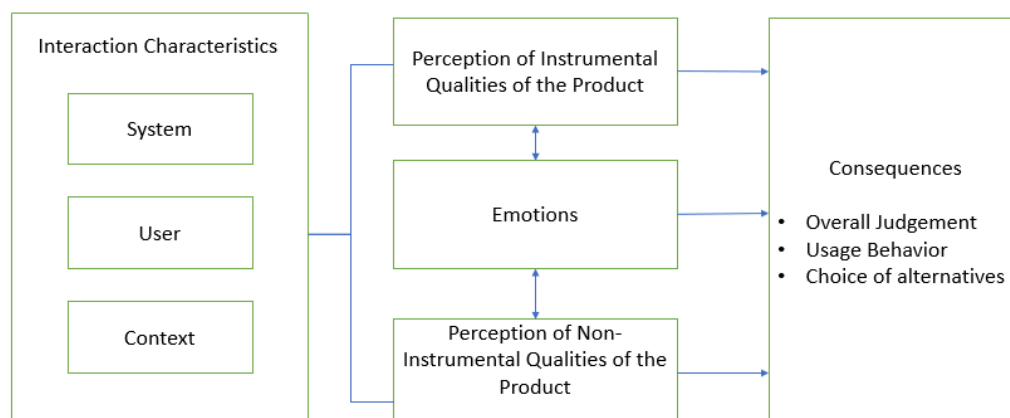 Interaction Characteristics
System
User
Context
Perception of Instrumental
Qualities of the Product
Emotions
Perception of Non-
Instrumental Qualities of the
Product
Consequences
• Overall Judgement
• Usage Behavior
• Choice of alternatives